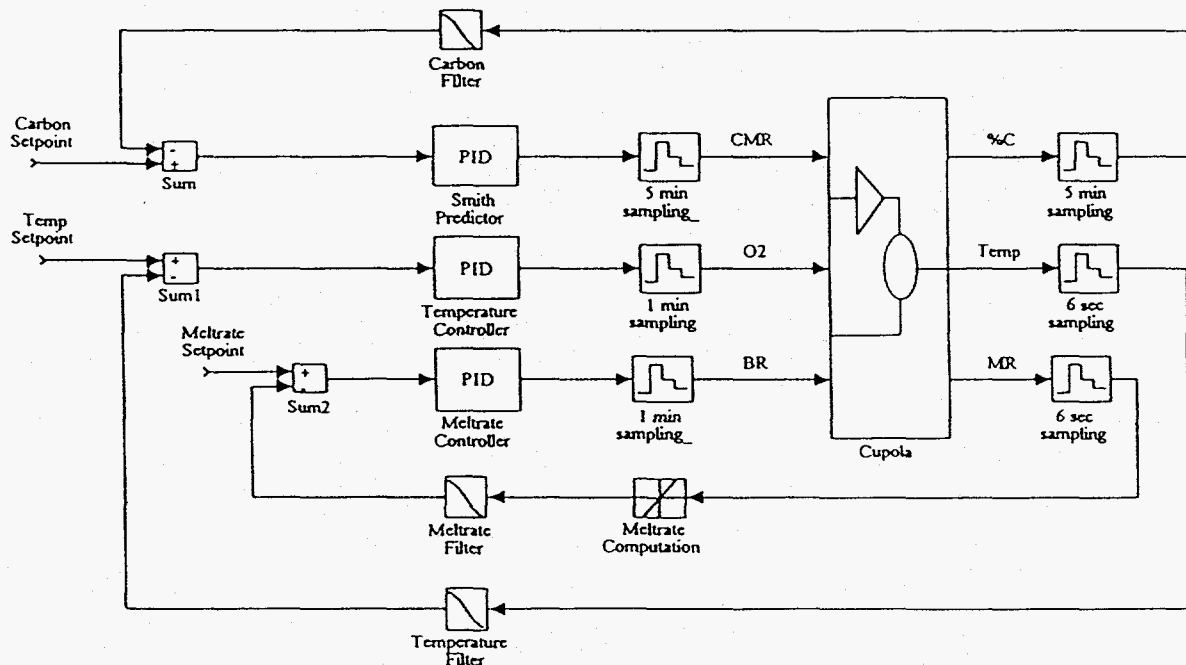 Carbon
Filter
Carbon
Setpoint
-
+
Sum
PID
Smith
Predictor
5 min
sampling_
CMR
%C
5 min
sampling
Temp
Setpoint
+
-
Sum1
PID
Temperature
Controller
1 min
sampling
O2
Temp
6 sec
sampling
Meltrate
Setpoint
+
-
Sum2
PID
Meltrate
Controller
1 min
sampling_
BR
MR
6 sec
sampling
Cupola
Meltrate
Filter
Meltrate
Computation
Temperature
Filter